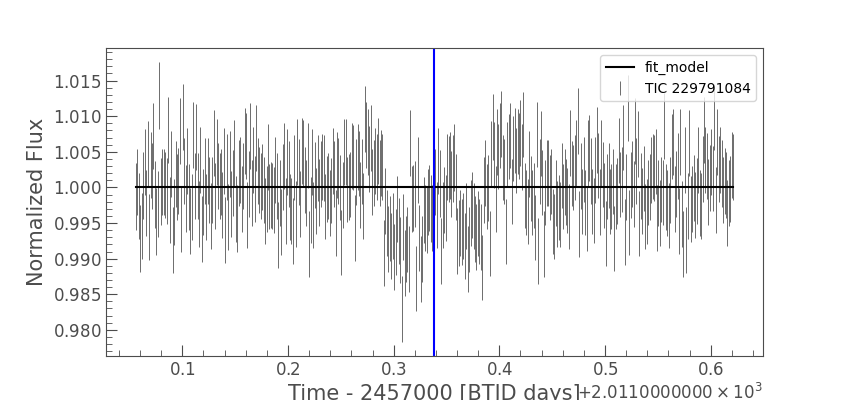 fit_model
TIC 229791084
Normalized Flux
1.015
1.010
1.005
1.000
0.995
0.990
0.985
0.980
0.1 0.2 0.3 0.4 0.5 0.6
Time - 2457000 [BTJD days]
+2.0110000000 × 10³